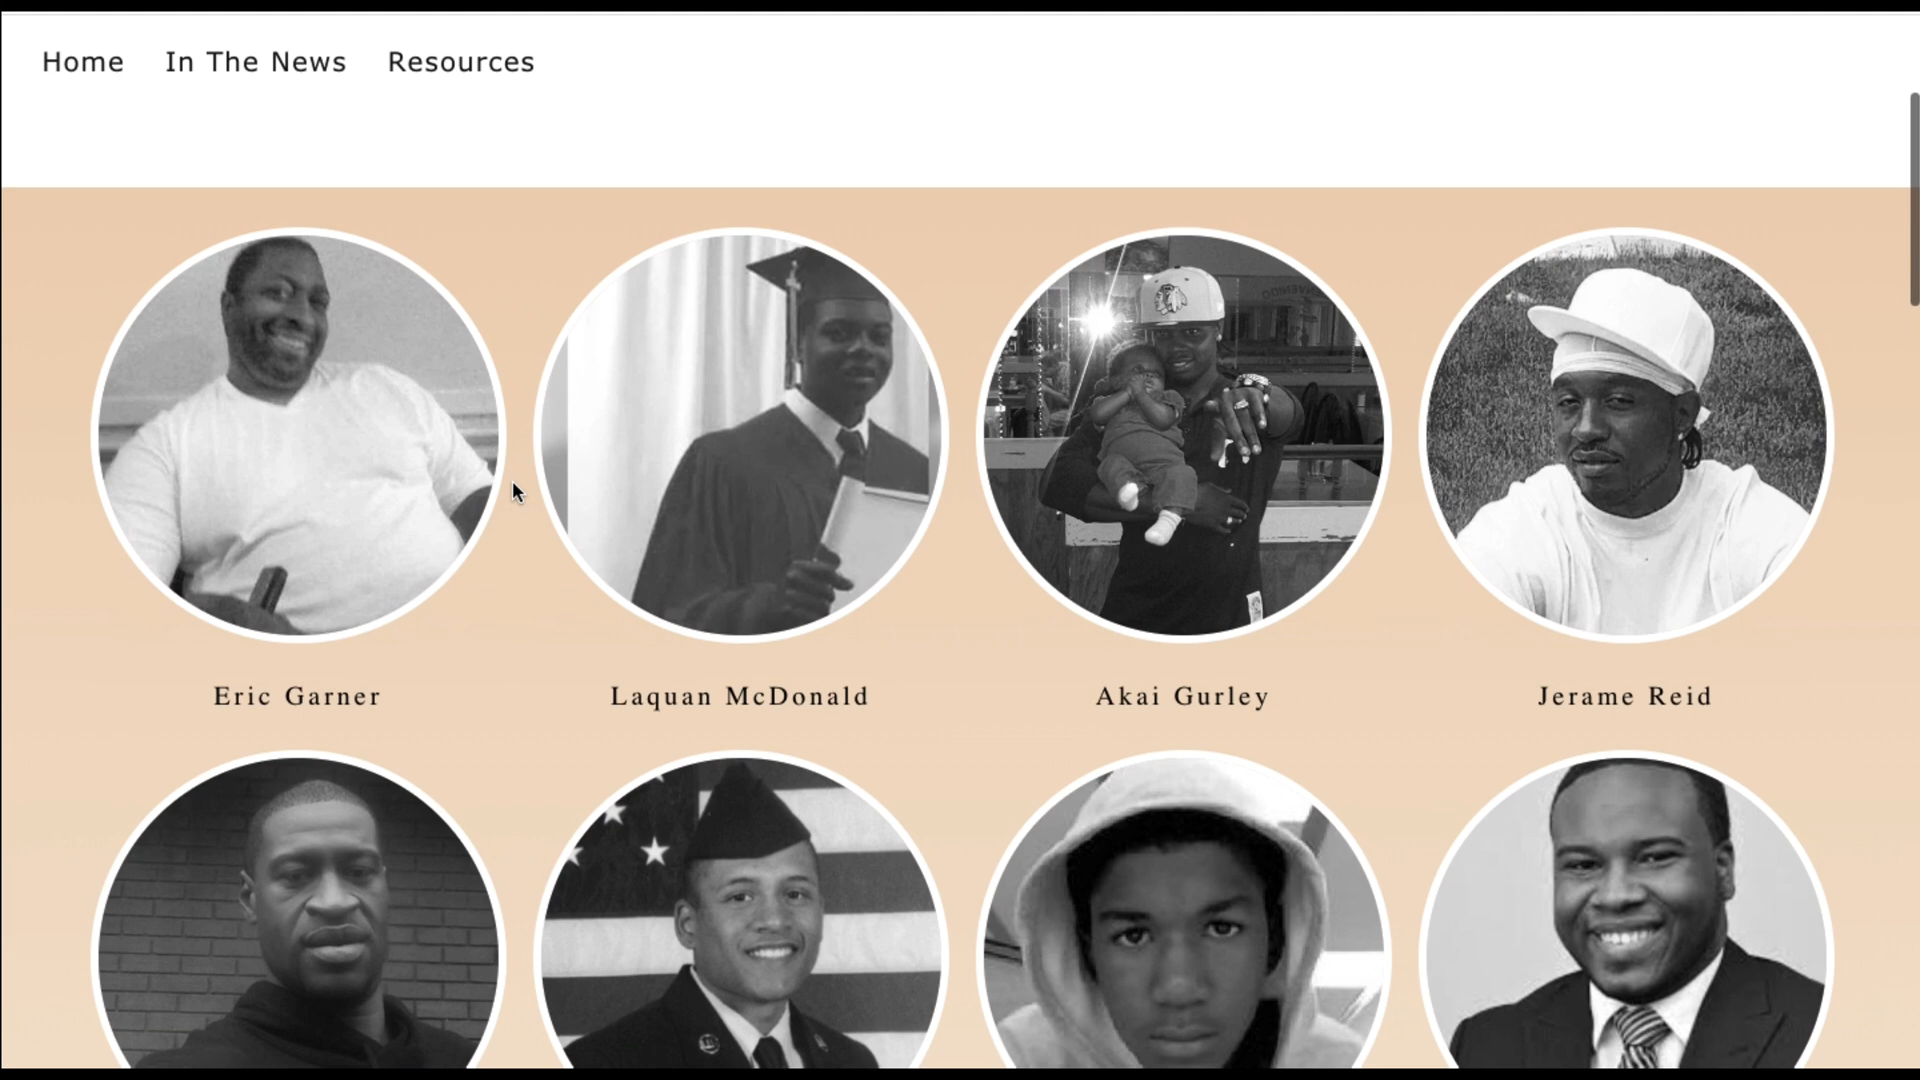 Home In The News Resources
Eric Garner Laquan McDonald Akai Gurley Jerame Reid